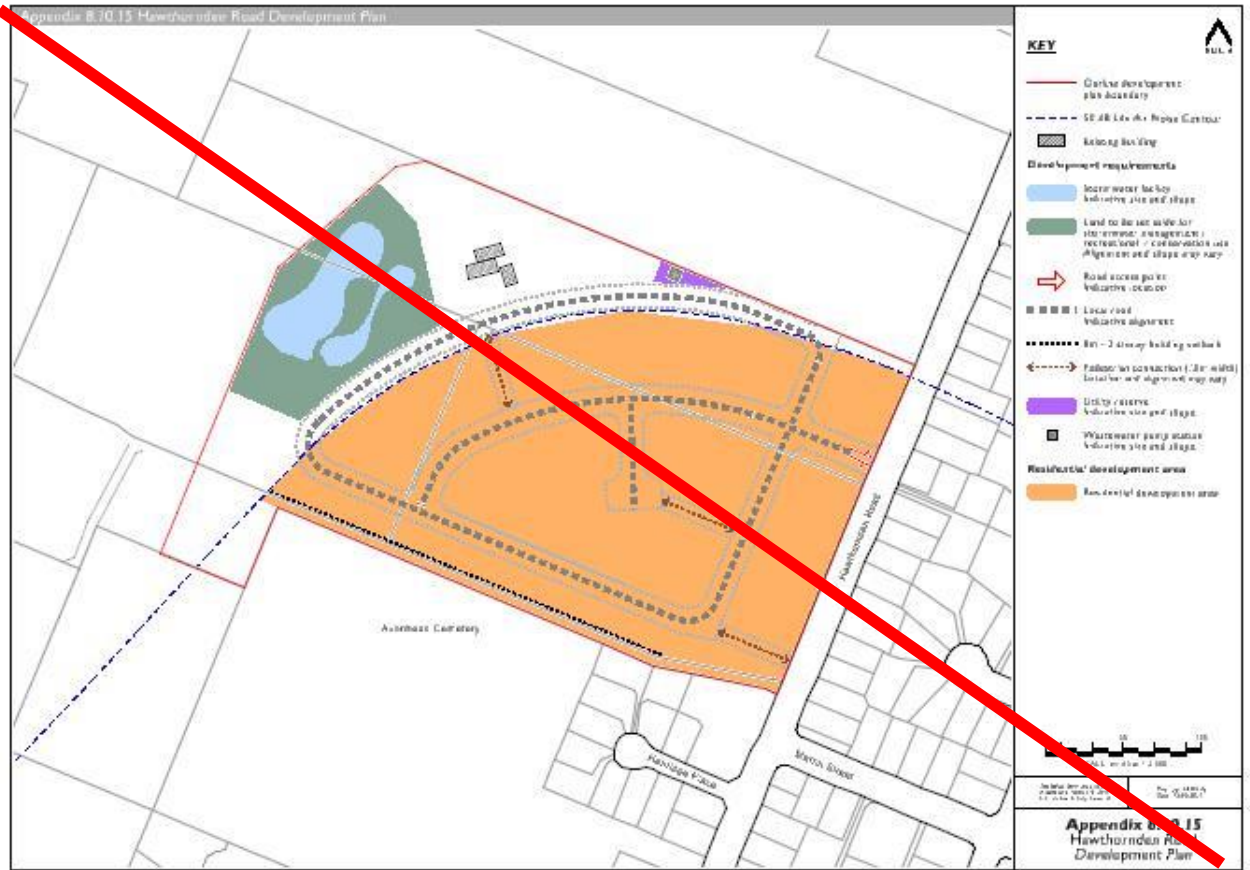 Appendix 8.10.15 Hawthornden Road Development Plan
KEY
Outline development
plan boundary
50 dB Ldn Air Noise Contour
Existing Building
Development requirements
Stormwater facility
Indicative size and shape
Land to be set aside for
stormwater management /
recreational / conservation use
Alignment and shape may vary
Road access point
Indicative location
Local road
Indicative alignment
8m - 2 storey building setback
Pedestrian connection
Location and alignment may vary
Utility reserve
Indicative size and shape
Wastewater pump station
Indicative size and shape
Residential development area
Residential development area
Hawthornden Road
Avonhead Cemetery
Hermitage Place
Merrin Street
Appendix 8.10.15
Hawthornden Road
Development Plan